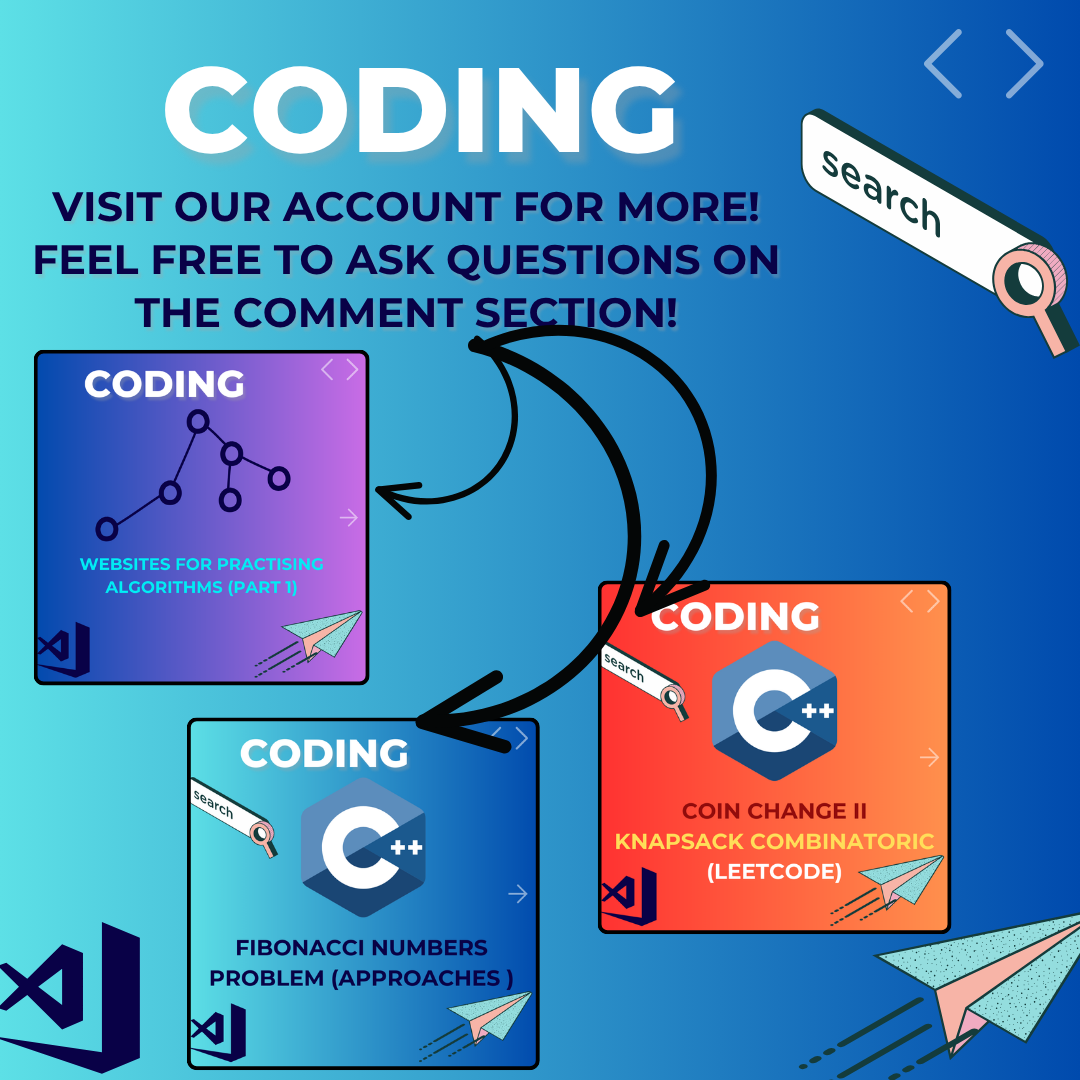 CODING
VISIT OUR ACCOUNT FOR MORE!
FEEL FREE TO ASK QUESTIONS ON
THE COMMENT SECTION!
search
CODING
WEBSITES FOR PRACTISING
ALGORITHMS (PART 1)
CODING
search
C++
COIN CHANGE II
KNAPSACK COMBINATORIC
(LEETCODE)
CODING
search
C++
FIBONACCI NUMBERS
PROBLEM (APPROACHES )